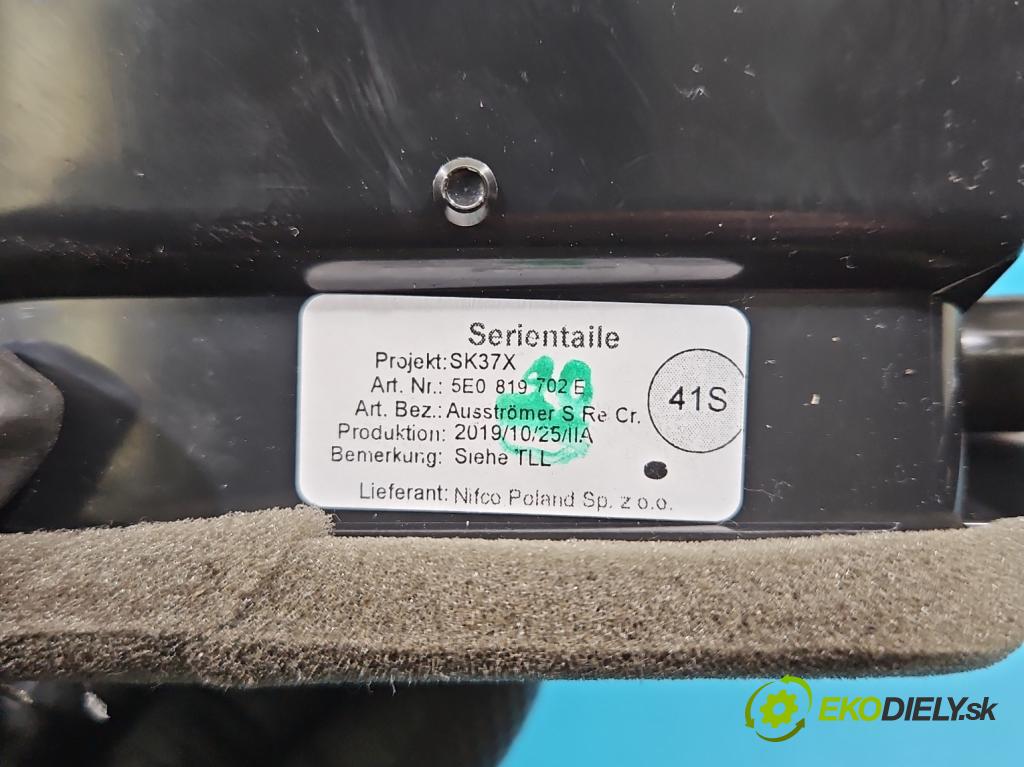 Serientaile
Projekt: SK37X
Art. Nr.: 5E0 819 702 E
Art. Bez.: Ausströmer S Re Cr.
Produktion: 2019/10/25/IIA
Bemerkung: Siehe TLL
41S
Lieferant: Nifco Poland Sp. z o.o.
EKODIELY.sk